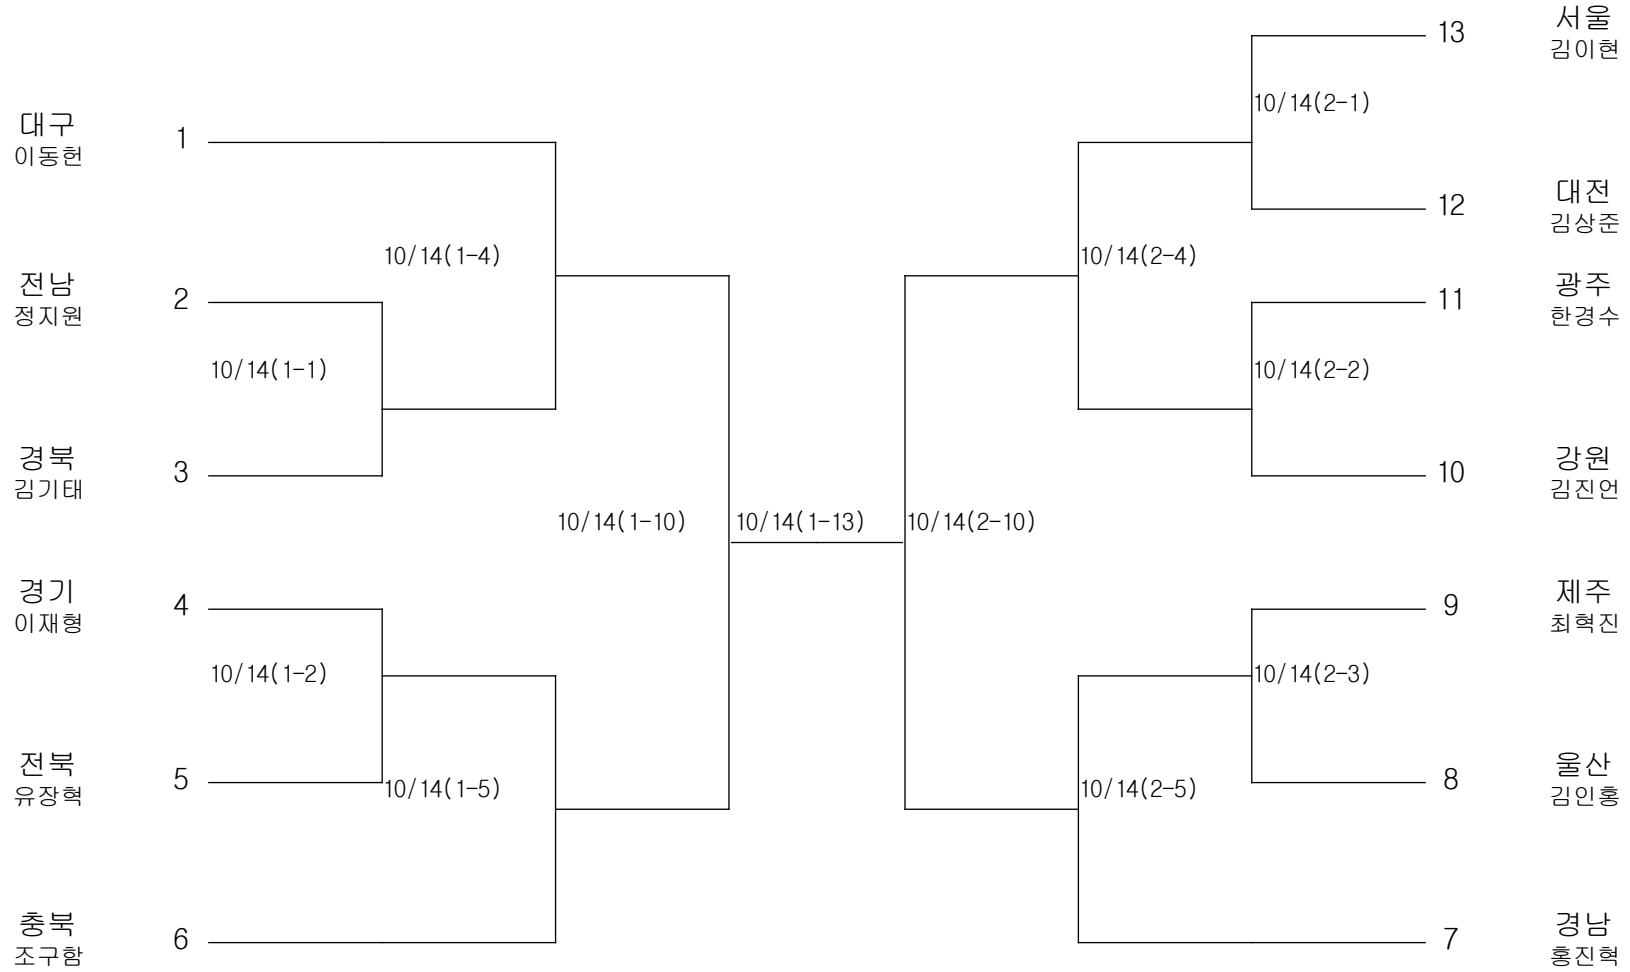 대구
이동헌
1
10/14(1-4)
전남
정지원
2
10/14(1-1)
경북
김기태
3
10/14(1-10)
경기
이재형
4
10/14(1-2)
전북
유장혁
5
10/14(1-5)
충북
조구함
6
10/14(1-13)
13
서울
김이현
10/14(2-1)
12
대전
김상준
10/14(2-4)
11
광주
한경수
10/14(2-2)
10
강원
김진언
10/14(2-10)
9
제주
최혁진
10/14(2-3)
8
울산
김인홍
10/14(2-5)
7
경남
홍진혁